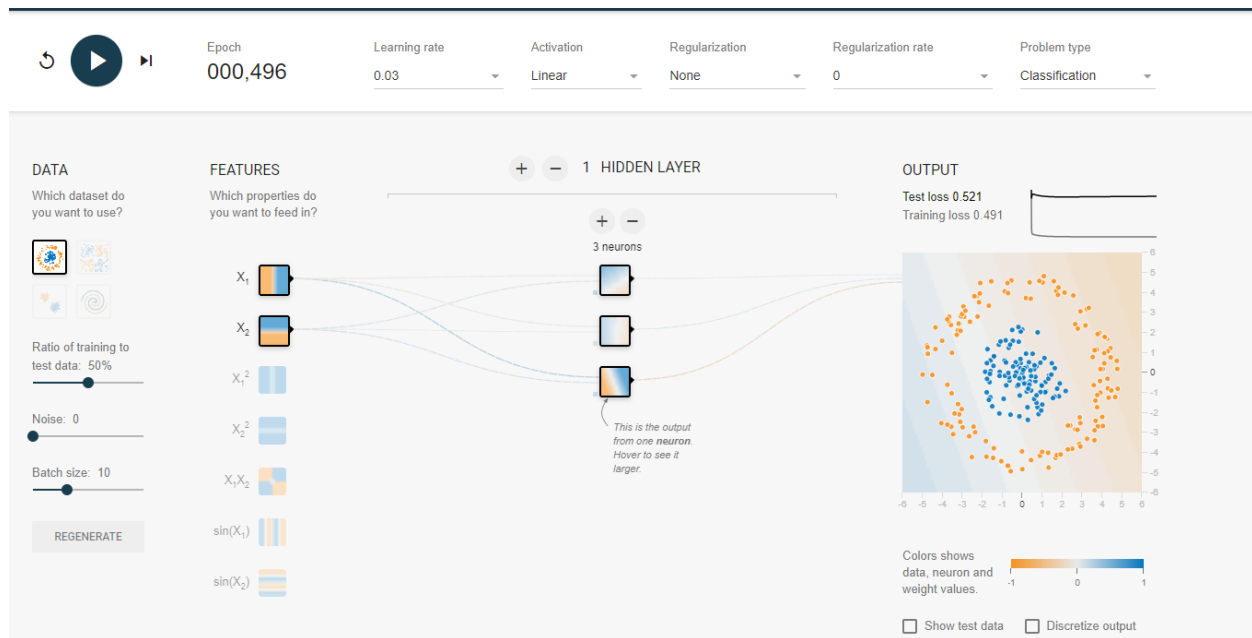 Epoch
000,496
Learning rate
0.03
Activation
Linear
Regularization
None
Regularization rate
0
Problem type
Classification
DATA
Which dataset do
you want to use?
Ratio of training to
test data: 50%
Noise: 0
Batch size: 10
REGENERATE
FEATURES
Which properties do
you want to feed in?
X₁
X₂
X₁²
X₂²
X₁X₂
sin(X₁)
sin(X₂)
+ − 1 HIDDEN LAYER
+ −
3 neurons
This is the output
from one neuron.
Hover to see it
larger.
OUTPUT
Test loss 0.521
Training loss 0.491
6
5
4
3
2
1
0
-1
-2
-3
-4
-5
-6
-6 -5 -4 -3 -2 -1 0 1 2 3 4 5 6
Colors shows
data, neuron and
weight values.
-1 0 1
Show test data
Discretize output